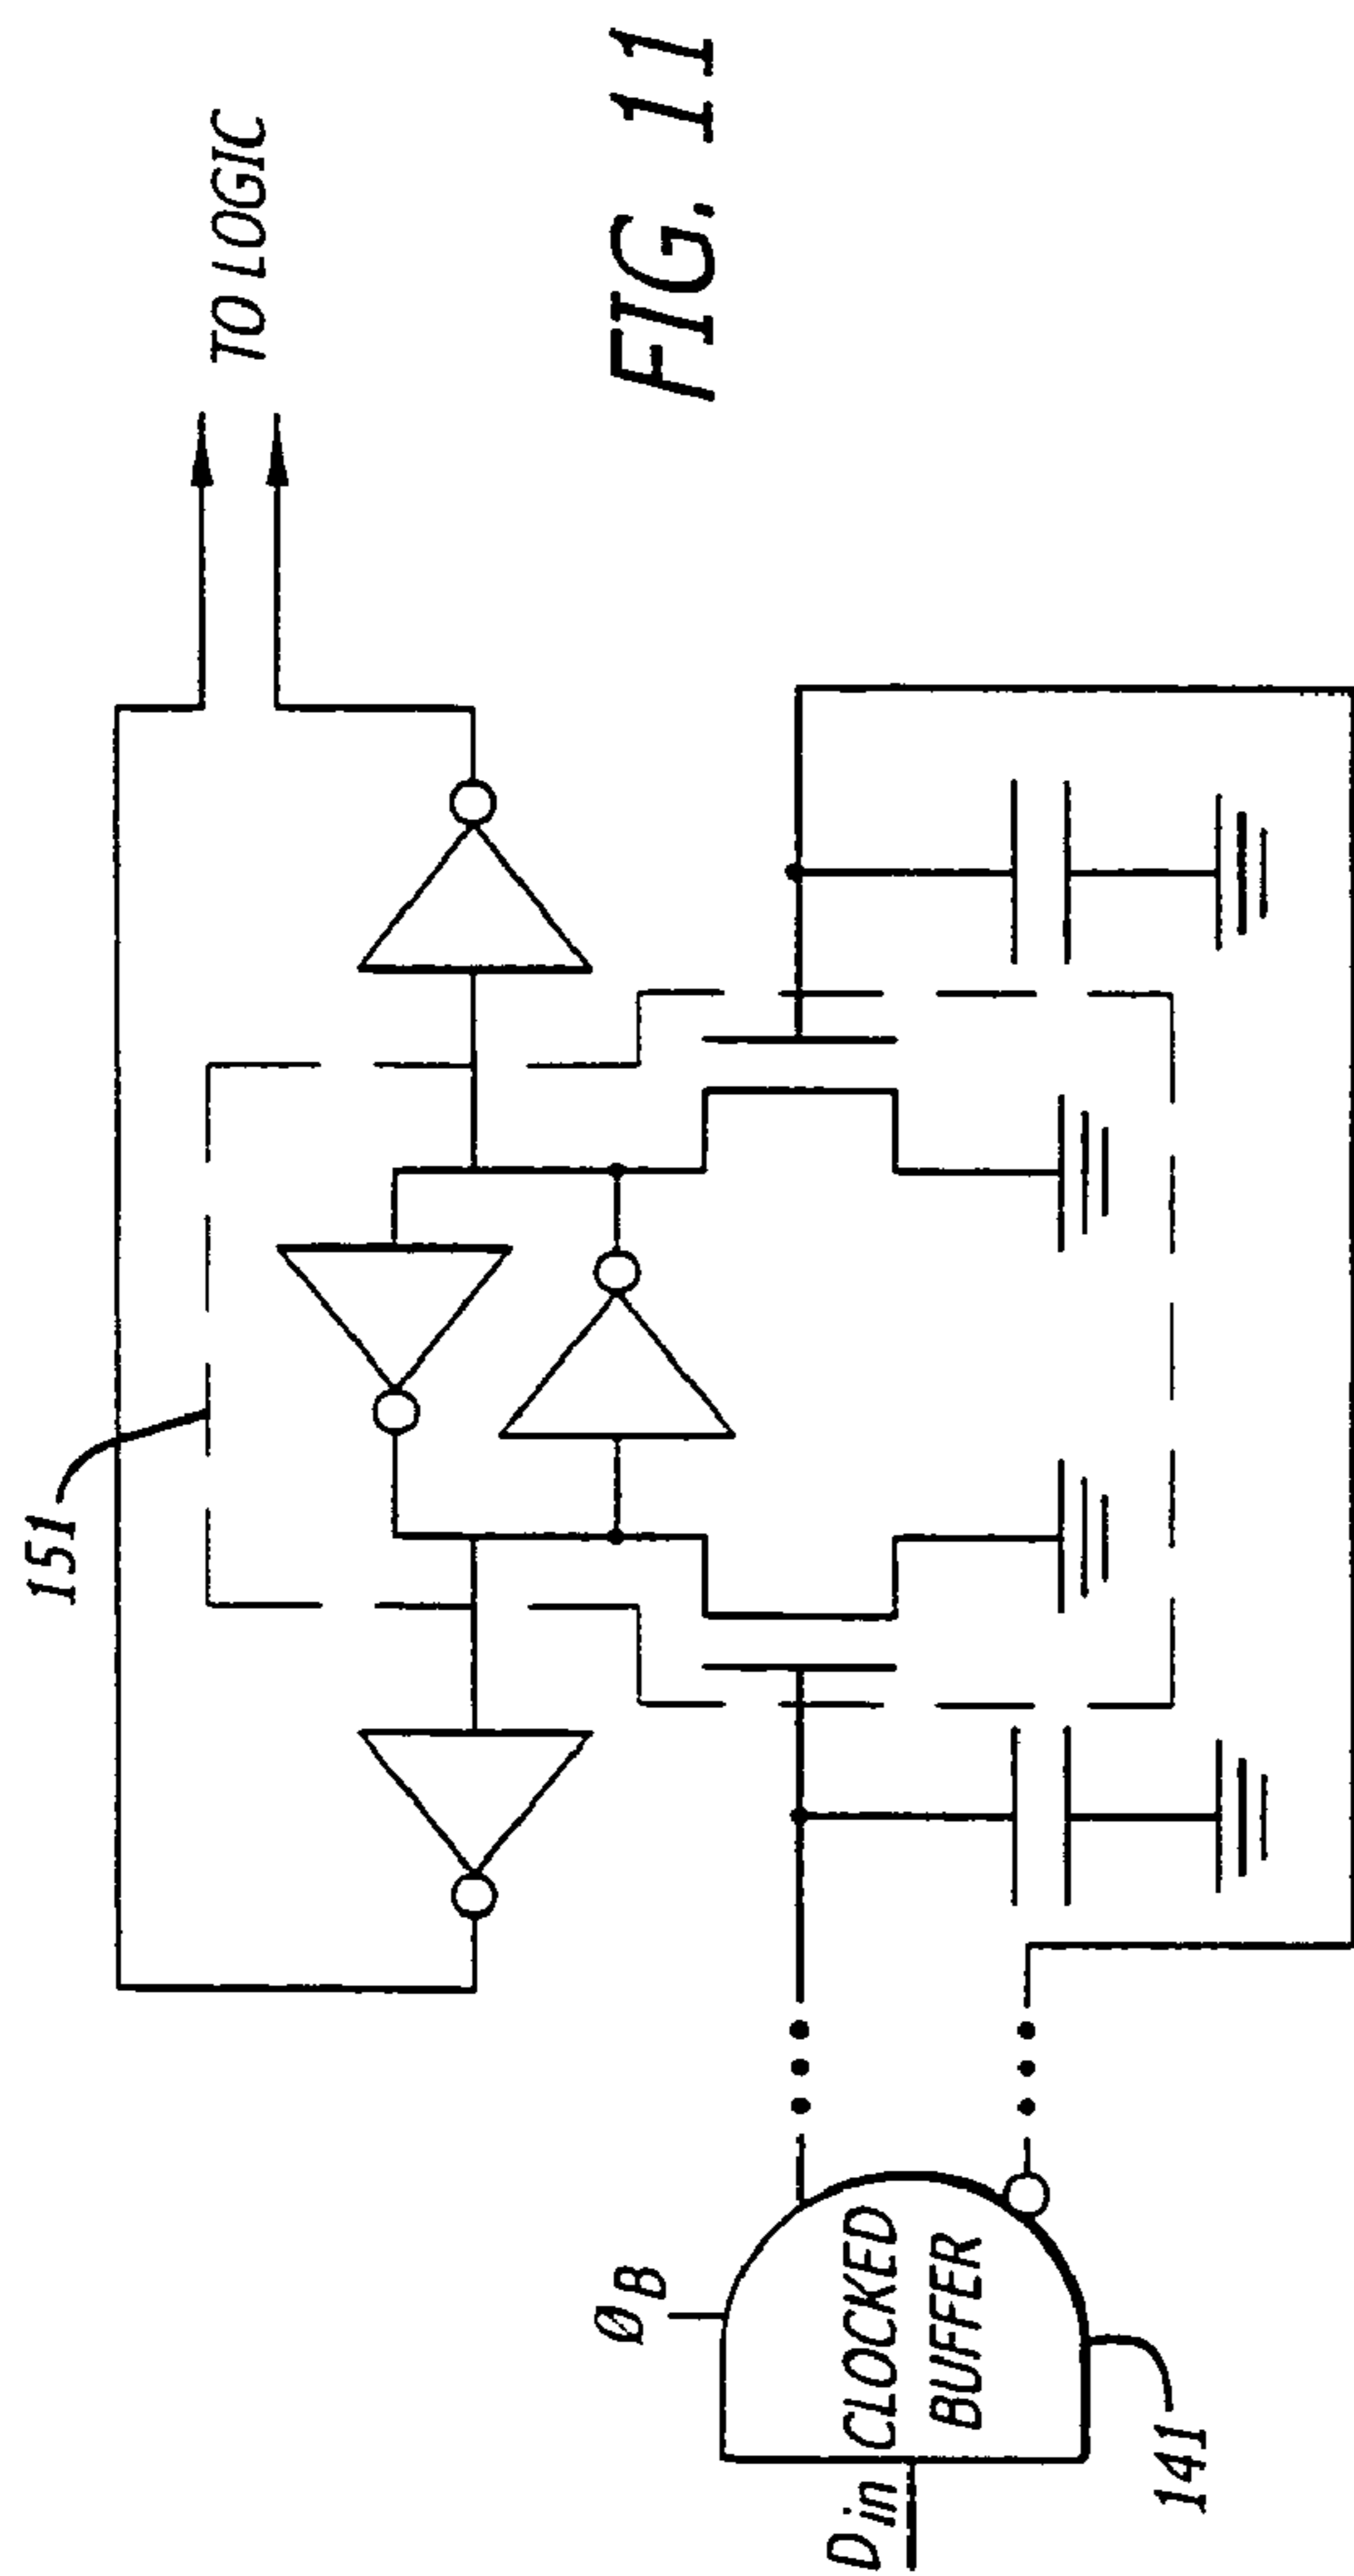 151
TO LOGIC
FIG. 11
ØB
Din
CLOCKED
BUFFER
141